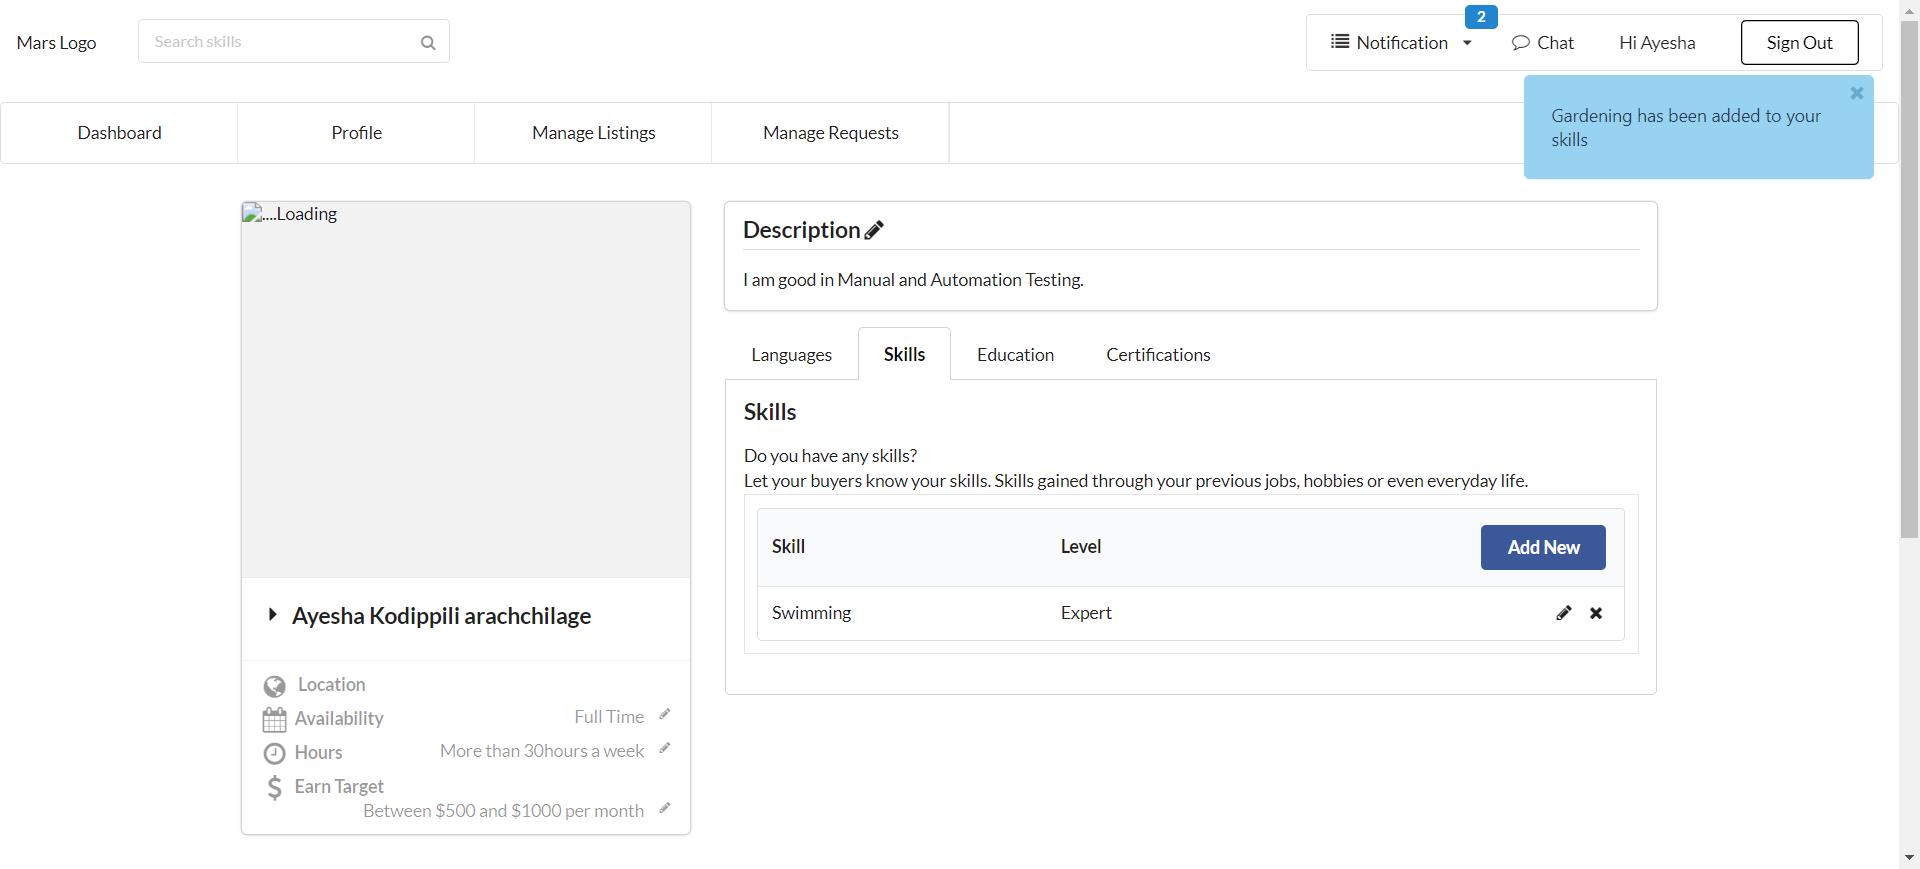 Mars Logo
Search skills
2
Notification
Chat
Hi Ayesha
Sign Out
Gardening has been added to your
skills
Dashboard
Profile
Manage Listings
Manage Requests
....Loading
Ayesha Kodippili arachchilage
Location
Availability
Full Time
Hours
More than 30hours a week
Earn Target
Between $500 and $1000 per month
Description
I am good in Manual and Automation Testing.
Languages
Skills
Education
Certifications
Skills
Do you have any skills?
Let your buyers know your skills. Skills gained through your previous jobs, hobbies or even everyday life.
Skill
Level
Add New
Swimming
Expert